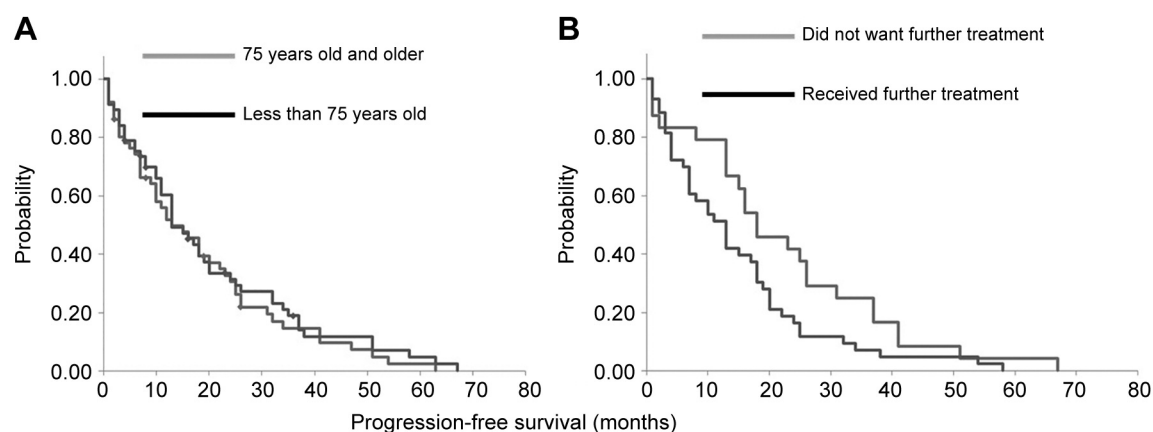 A
75 years old and older
Less than 75 years old
Probability
1.00
0.80
0.60
0.40
0.20
0.00
0 10 20 30 40 50 60 70 80
B
Did not want further treatment
Received further treatment
Probability
1.00
0.80
0.60
0.40
0.20
0.00
0 10 20 30 40 50 60 70 80
Progression-free survival (months)